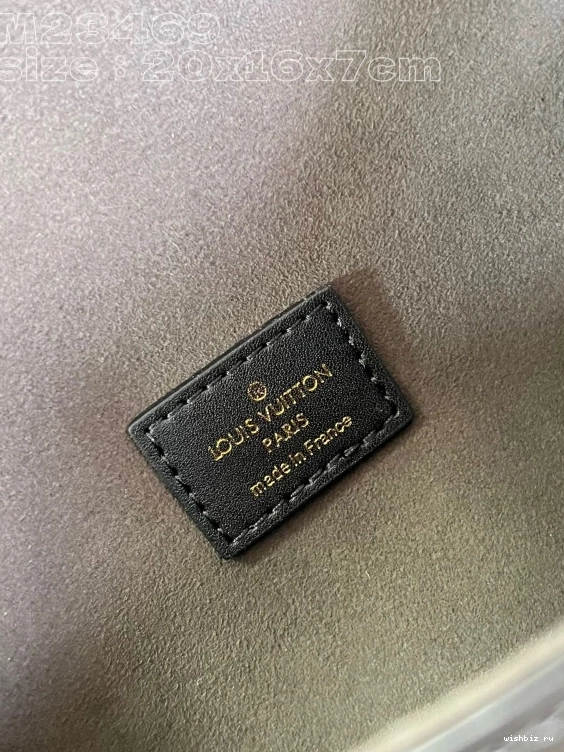 M23469
size : 20x16x7cm
LOUIS VUITTON
PARIS
made in France
wishbiz ru